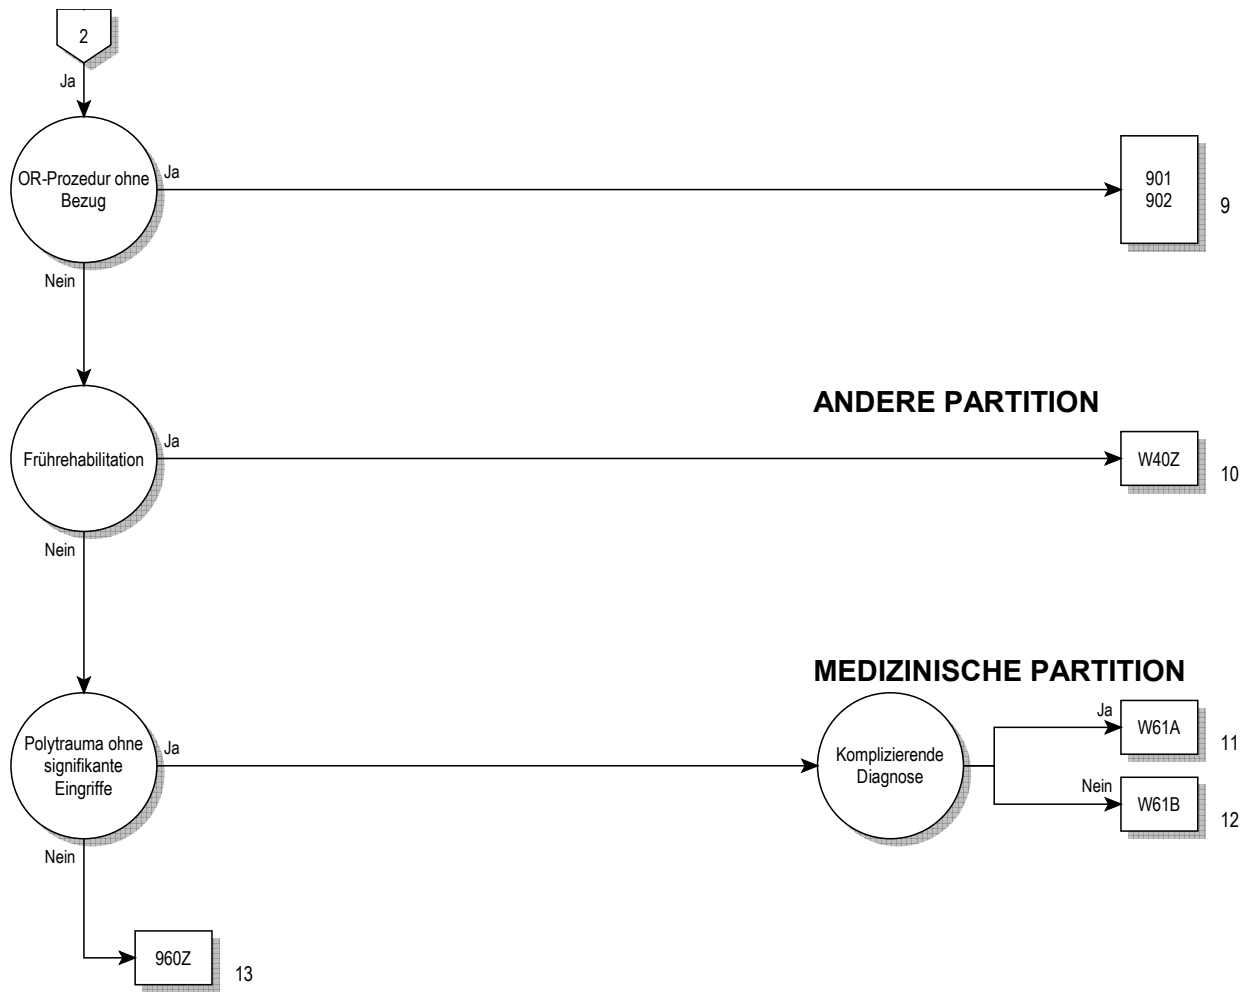 2
Ja
OR-Prozedur ohne
Bezug
Ja
901
902
9
Nein
ANDERE PARTITION
Frührehabilitation
Ja
W40Z
10
Nein
MEDIZINISCHE PARTITION
Polytrauma ohne
signifikante
Eingriffe
Ja
Komplizierende
Diagnose
Ja
W61A
11
Nein
W61B
12
Nein
960Z
13